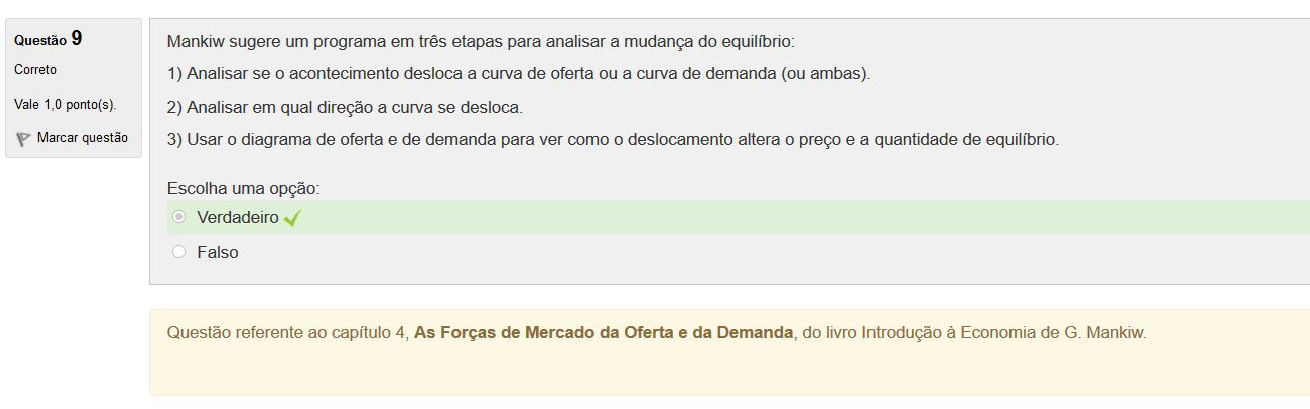 Questão 9
Correto
Vale 1,0 ponto(s).
Marcar questão
Mankiw sugere um programa em três etapas para analisar a mudança do equilíbrio:
1) Analisar se o acontecimento desloca a curva de oferta ou a curva de demanda (ou ambas).
2) Analisar em qual direção a curva se desloca.
3) Usar o diagrama de oferta e de demanda para ver como o deslocamento altera o preço e a quantidade de equilíbrio.
Escolha uma opção:
Verdadeiro
Falso
Questão referente ao capítulo 4, As Forças de Mercado da Oferta e da Demanda, do livro Introdução à Economia de G. Mankiw.